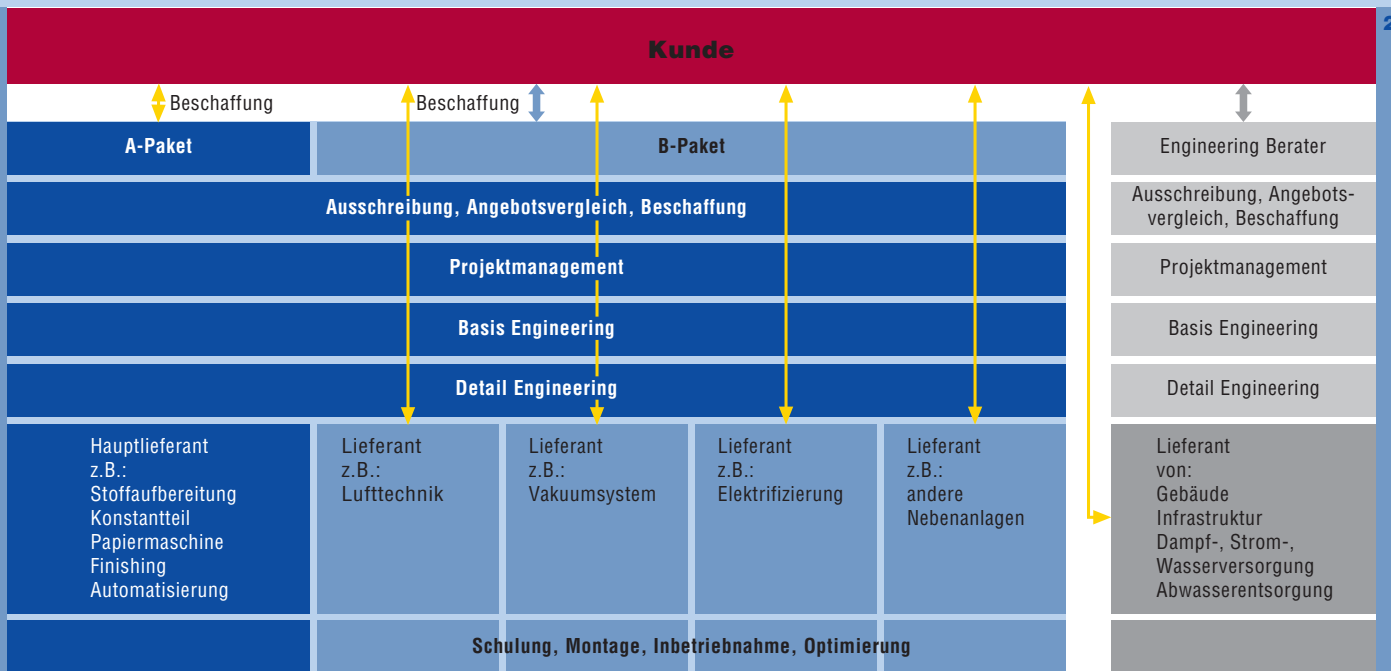 2
Kunde
Beschaffung
Beschaffung
A-Paket
B-Paket
Engineering Berater
Ausschreibung, Angebotsvergleich, Beschaffung
Ausschreibung, Angebots-
vergleich, Beschaffung
Projektmanagement
Projektmanagement
Basis Engineering
Basis Engineering
Detail Engineering
Detail Engineering
Hauptlieferant
z.B.:
Stoffaufbereitung
Konstantteil
Papiermaschine
Finishing
Automatisierung
Lieferant
z.B.:
Lufttechnik
Lieferant
z.B.:
Vakuumsystem
Lieferant
z.B.:
Elektrifizierung
Lieferant
z.B.:
andere
Nebenanlagen
Lieferant
von:
Gebäude
Infrastruktur
Dampf-, Strom-,
Wasserversorgung
Abwasserentsorgung
Schulung, Montage, Inbetriebnahme, Optimierung